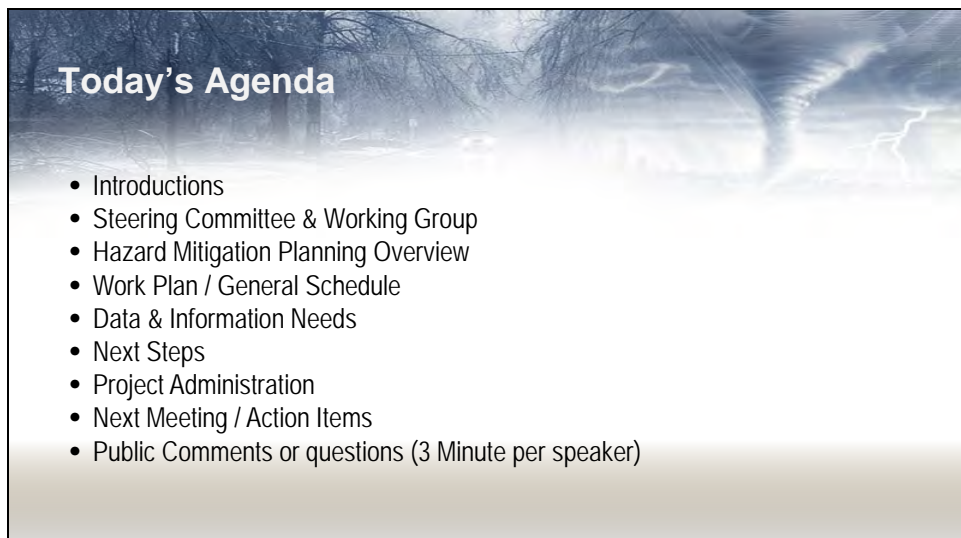 Today's Agenda
• Introductions
• Steering Committee & Working Group
• Hazard Mitigation Planning Overview
• Work Plan / General Schedule
• Data & Information Needs
• Next Steps
• Project Administration
• Next Meeting / Action Items
• Public Comments or questions (3 Minute per speaker)